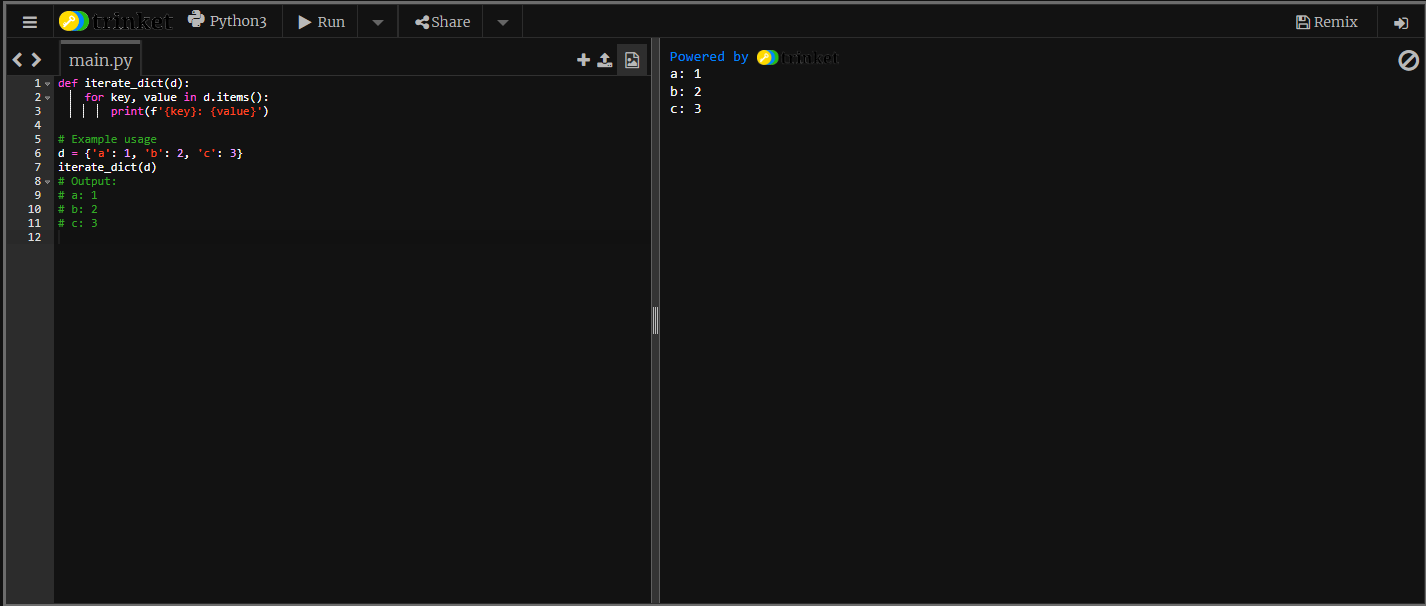 trinket Python3 Run Share Remix
main.py
1 def iterate_dict(d):
2 for key, value in d.items():
3 print(f'{key}: {value}')
4
5 # Example usage
6 d = {'a': 1, 'b': 2, 'c': 3}
7 iterate_dict(d)
8 # Output:
9 # a: 1
10 # b: 2
11 # c: 3
12
Powered by trinket
a: 1
b: 2
c: 3